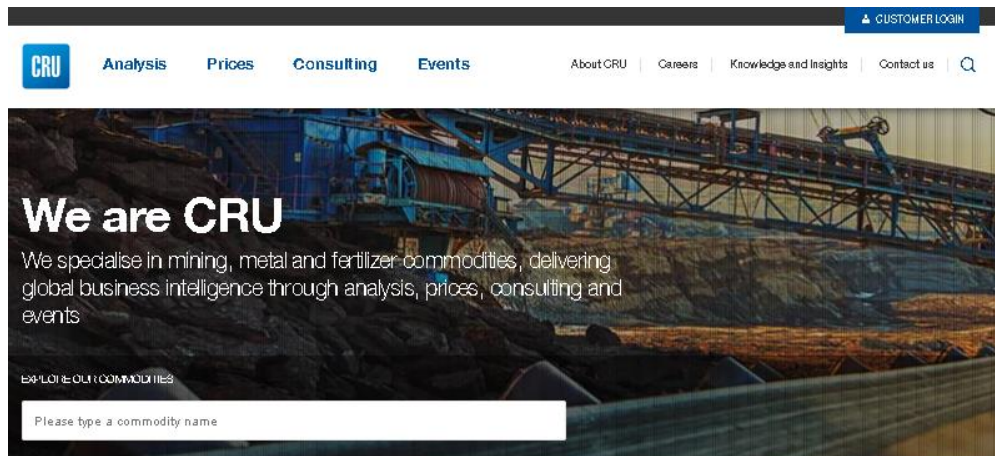 CUSTOMER LOGIN
CRU Analysis Prices Consulting Events About CRU Careers Knowledge and Insights Contact us
We are CRU
We specialise in mining, metal and fertilizer commodities, delivering
global business intelligence through analysis, prices, consulting and
events
EXPLORE OUR COMMODITIES
Please type a commodity name